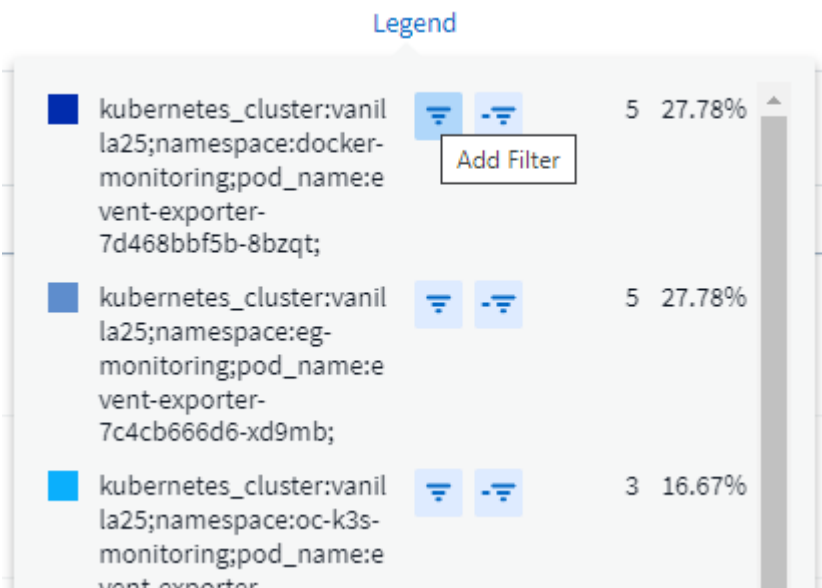 Legend
kubernetes_cluster:vanil 5 27.78%
la25;namespace:docker-
Add Filter
monitoring;pod_name:e
vent-exporter-
7d468bbf5b-8bzqt;
kubernetes_cluster:vanil 5 27.78%
la25;namespace:eg-
monitoring;pod_name:e
vent-exporter-
7c4cb666d6-xd9mb;
kubernetes_cluster:vanil 3 16.67%
la25;namespace:oc-k3s-
monitoring;pod_name:e
vent-exporter-